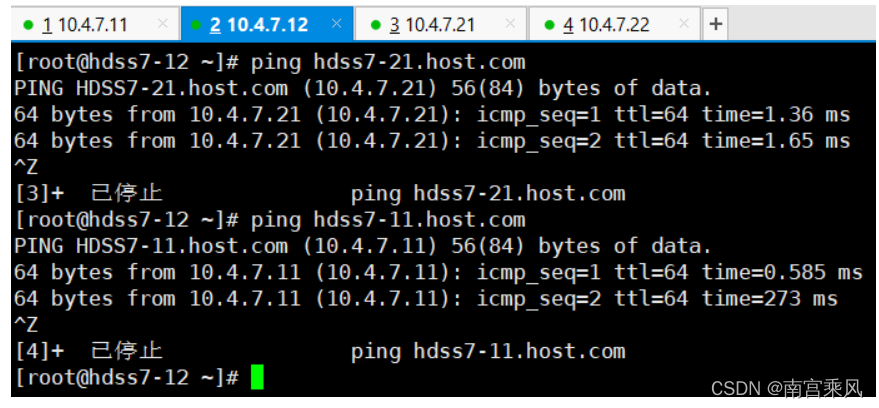 1 10.4.7.11 × 2 10.4.7.12 × 3 10.4.7.21 × 4 10.4.7.22 × +
[root@hdss7-12 ~]# ping hdss7-21.host.com
PING HDSS7-21.host.com (10.4.7.21) 56(84) bytes of data.
64 bytes from 10.4.7.21 (10.4.7.21): icmp_seq=1 ttl=64 time=1.36 ms
64 bytes from 10.4.7.21 (10.4.7.21): icmp_seq=2 ttl=64 time=1.65 ms
^Z
[3]+  已停止               ping hdss7-21.host.com
[root@hdss7-12 ~]# ping hdss7-11.host.com
PING HDSS7-11.host.com (10.4.7.11) 56(84) bytes of data.
64 bytes from 10.4.7.11 (10.4.7.11): icmp_seq=1 ttl=64 time=0.585 ms
64 bytes from 10.4.7.11 (10.4.7.11): icmp_seq=2 ttl=64 time=273 ms
^Z
[4]+  已停止               ping hdss7-11.host.com
[root@hdss7-12 ~]#
CSDN @南宫乘风